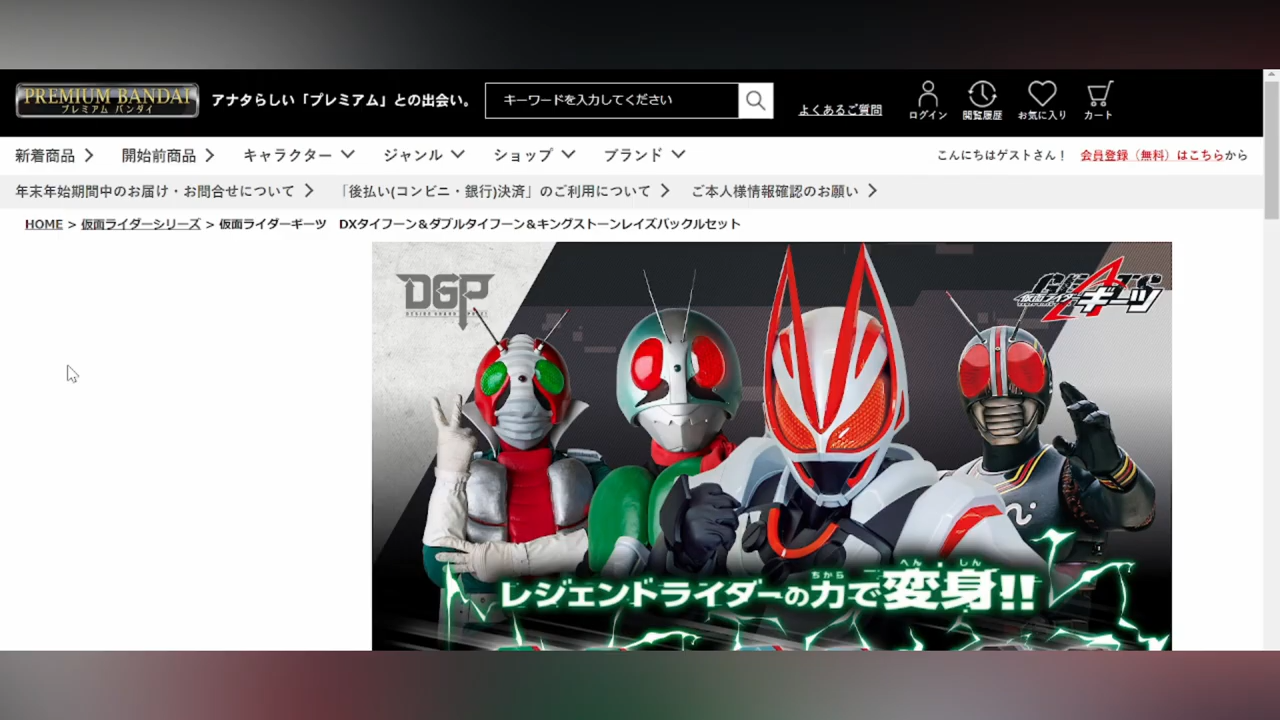 PREMIUM BANDAI
プレミアム バンダイ
アナタらしい「プレミアム」との出会い。
キーワードを入力してください
よくあるご質問
ログイン
閲覧履歴
お気に入り
カート
新着商品
開始前商品
キャラクター
ジャンル
ショップ
ブランド
こんにちはゲストさん！ 会員登録（無料）はこちらから
年末年始期間中のお届け・お問合せについて
「後払い(コンビニ・銀行)決済」のご利用について
ご本人様情報確認のお願い
HOME > 仮面ライダーシリーズ > 仮面ライダーギーツ　DXタイフーン＆ダブルタイフーン＆キングストーンレイズバックルセット
DGP
GEATS
仮面ライダー
ギーツ
ちから
へん・しん
レジェンドライダーの力で変身!!